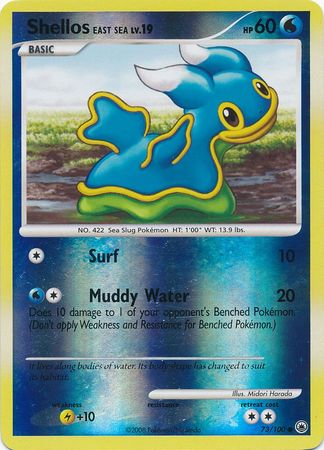 Shellos EAST SEA LV.19 HP 60
BASIC
NO. 422 Sea Slug Pokémon HT: 1'00" WT: 13.9 lbs.
Surf 10
Muddy Water 20
Does 10 damage to 1 of your opponent's Benched Pokémon.
(Don't apply Weakness and Resistance for Benched Pokémon.)
It lives along bodies of water. Its body shape has changed to suit
its habitat.
Illus. Midori Harada
weakness resistance retreat cost
+10
©2008 Pokémon/Nintendo 73/100